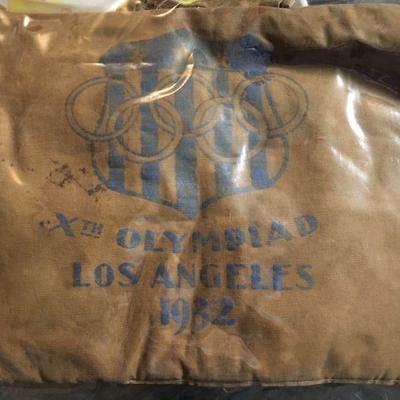 XTH OLYMPIAD
LOS ANGELES
1932